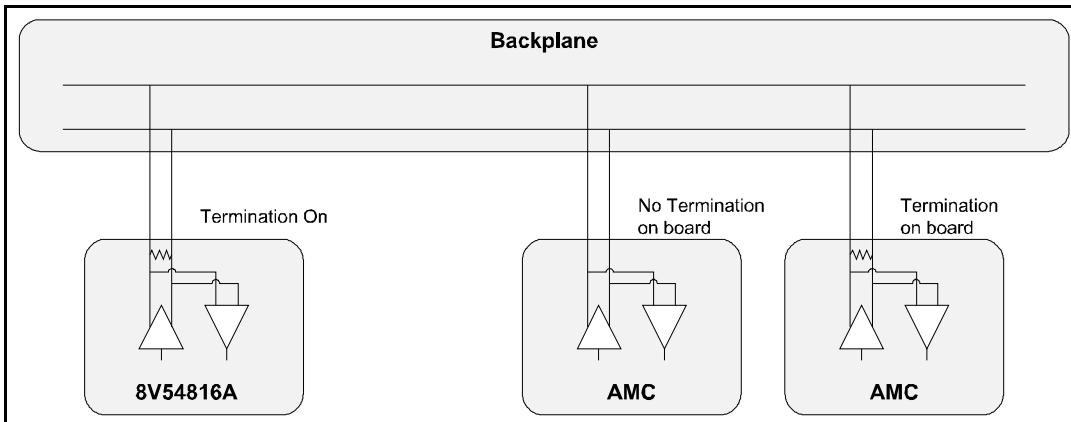 Backplane
Termination On
No Termination
on board
Termination
on board
8V54816A
AMC
AMC